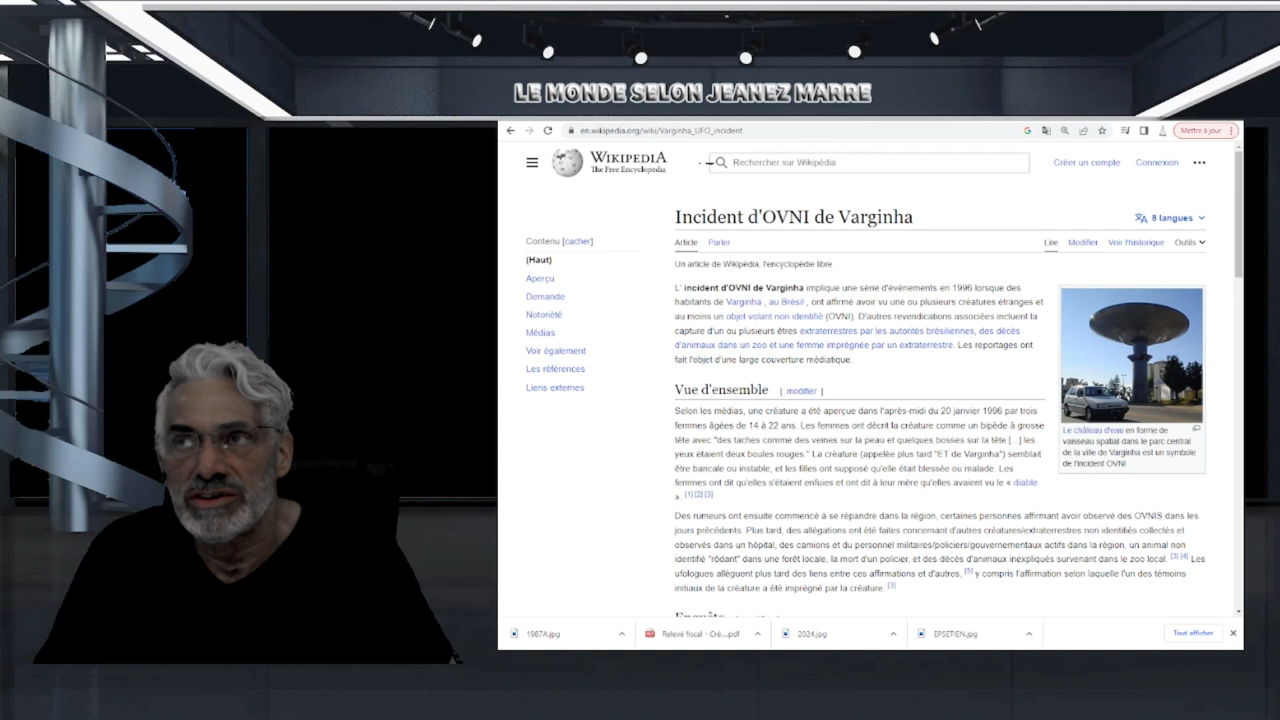 LE MONDE SELON JEANEZ MARRE
en.wikipedia.org/wiki/Varginha_UFO_incident
Mettre à jour
WIKIPEDIA
The Free Encyclopedia
Rechercher sur Wikipédia
Créer un compte
Connexion
Incident d'OVNI de Varginha
8 langues
Contenu [cacher]
(Haut)
Aperçu
Demande
Notoriété
Médias
Voir également
Les références
Liens externes
Article Parler
Lire Modifier Voir l'historique Outils
Un article de Wikipédia, l'encyclopédie libre
L' incident d'OVNI de Varginha implique une série d'événements en 1996 lorsque des
habitants de Varginha , au Brésil , ont affirmé avoir vu une ou plusieurs créatures étranges et
au moins un objet volant non identifié (OVNI). D'autres revendications associées incluent la
capture d'un ou plusieurs êtres extraterrestres par les autorités brésiliennes, des décès
d'animaux dans un zoo et une femme imprégnée par un extraterrestre. Les reportages ont
fait l'objet d'une large couverture médiatique.
Vue d'ensemble [ modifier ]
Selon les médias, une créature a été aperçue dans l'après-midi du 20 janvier 1996 par trois
femmes âgées de 14 à 22 ans. Les femmes ont décrit la créature comme un bipède à grosse
tête avec "des taches comme des veines sur la peau et quelques bosses sur la tête [...] les
yeux étaient deux boules rouges." La créature (appelée plus tard "ET de Varginha") semblait
être bancale ou instable, et les filles ont supposé qu'elle était blessée ou malade. Les
femmes ont dit qu'elles s'étaient enfuies et ont dit à leur mère qu'elles avaient vu le « diable
». [1] [2] [3]
Le château d'eau en forme de
vaisseau spatial dans le parc central
de la ville de Varginha est un symbole
de l'incident OVNI
Des rumeurs ont ensuite commencé à se répandre dans la région, certaines personnes affirmant avoir observé des OVNIS dans les
jours précédents. Plus tard, des allégations ont été faites concernant d'autres créatures/extraterrestres non identifiés collectés et
observés dans un hôpital, des camions et du personnel militaires/policiers/gouvernementaux actifs dans la région, un animal non
identifié "rôdant" dans une forêt locale, la mort d'un policier, et des décès d'animaux inexpliqués survenant dans le zoo local. [3] [4] Les
ufologues allèguent plus tard des liens entre ces affirmations et d'autres, [5] y compris l'affirmation selon laquelle l'un des témoins
initiaux de la créature a été imprégné par la créature. [3]
Enquête
1987A.jpg
Relevé fiscal - Cré....pdf
2024.jpg
EPSETIEN.jpg
Tout afficher